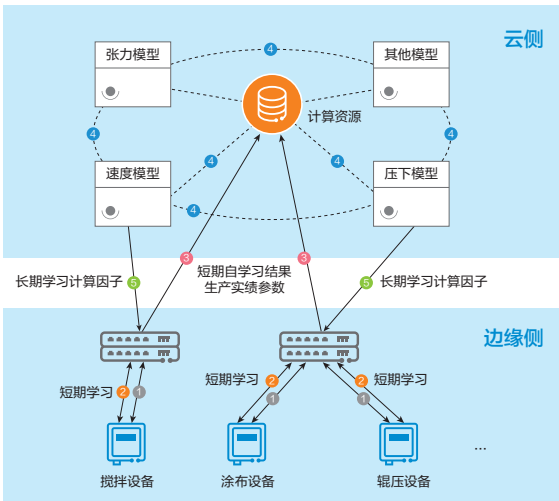 云侧
张力模型
其他模型
4
计算资源
4
4
4
4
速度模型
压下模型
4
3
3
长期学习计算因子
5
短期自学习结果
生产实绩参数
5
长期学习计算因子
边缘侧
短期学习
2
1
短期学习
2
1
2
1
短期学习
搅拌设备
涂布设备
辊压设备
...